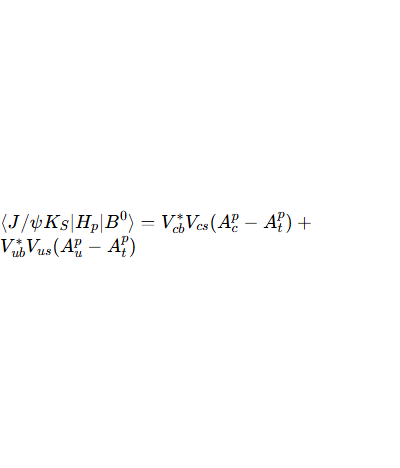 ⟨J/ψK_S|H_p|B^0⟩ = V_{cb}^* V_{cs}(A_c^p − A_t^p) +
V_{ub}^* V_{us}(A_u^p − A_t^p)